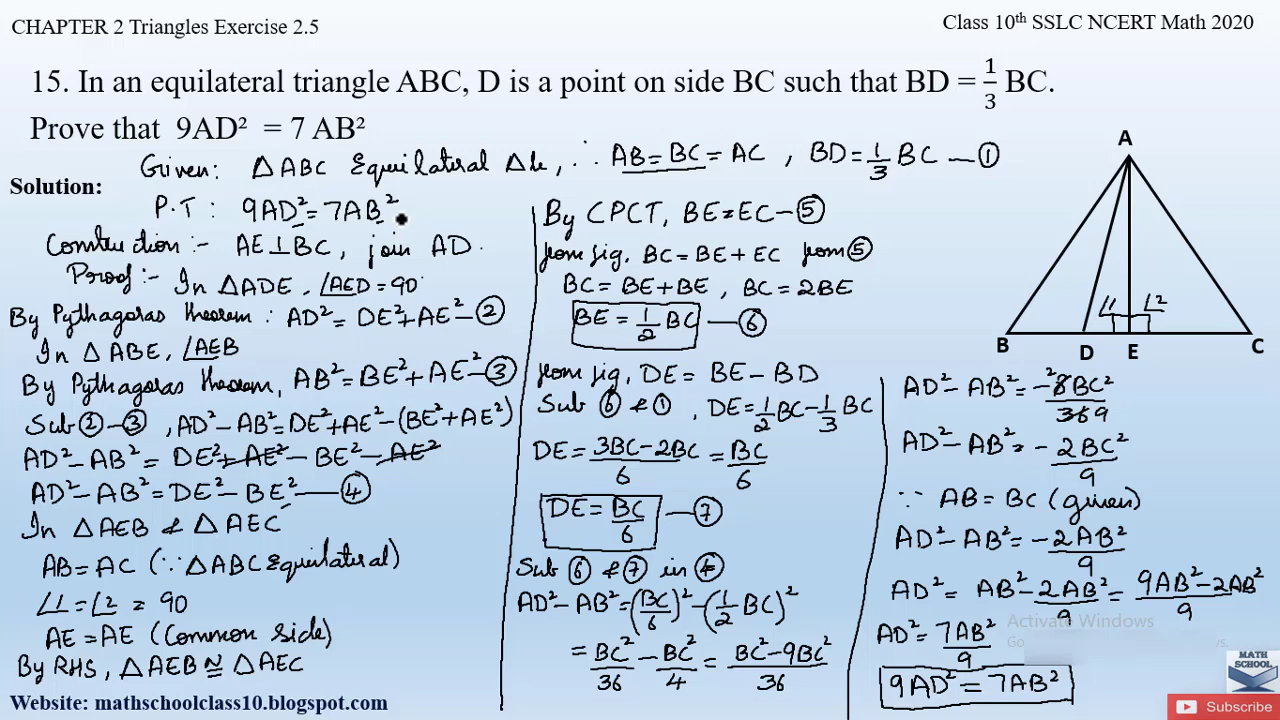 CHAPTER 2 Triangles Exercise 2.5
Class 10th SSLC NCERT Math 2020
15. In an equilateral triangle ABC, D is a point on side BC such that BD = 1/3 BC.
Prove that 9AD² = 7 AB²
Given: △ABC Equilateral △le, ∴ AB=BC=AC, BD=1/3 BC —①
Solution:
P.T : 9AD²=7AB²
Construction :- AE⊥BC, join AD.
Proof :- In △ADE, ∠AED=90
By Pythagoras theorem: AD²=DE²+AE²—②
In △ABE, ∠AEB
By Pythagoras theorem, AB²=BE²+AE²—③
Sub ②-③, AD²-AB²=DE²+AE²-(BE²+AE²)
AD²-AB²= DE²+AE²-BE²-AE²
AD²-AB²=DE²-BE² —④
In △AEB & △AEC
AB=AC (∵ △ABC Equilateral)
∠1=∠2 = 90
AE=AE (Common side)
By RHS, △AEB ≅ △AEC
Website: mathschoolclass10.blogspot.com
By CPCT, BE=EC—⑤
from fig. BC=BE+EC from ⑤
BC=BE+BE, BC=2BE
BE=1/2 BC —⑥
from fig, DE= BE-BD
Sub ⑥ & ①, DE=1/2 BC-1/3 BC
DE= 3BC-2BC/6 = BC/6
DE=BC/6 —⑦
Sub ⑥ & ⑦ in ④
AD²-AB²=(BC/6)²-(1/2 BC)²
= BC²/36 - BC²/4 = BC²-9BC²/36
A
∠1 ∠2
B D E C
AD²-AB²= -²8BC²/36 9
AD²-AB²= -2BC²/9
∵ AB=BC (given)
AD²-AB²= -2AB²/9
AD²= AB²-2AB²/9 = 9AB²-2AB²/9
Activate Windows
AD²= 7AB²/9
9AD²=7AB²
MATH SCHOOL
Subscribe